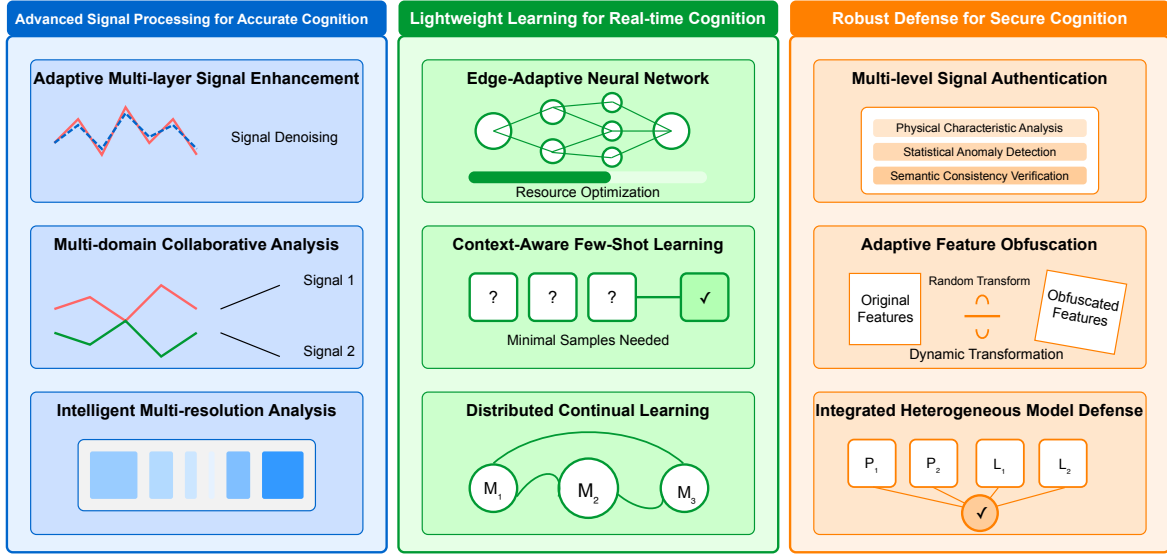 Advanced Signal Processing for Accurate Cognition
Adaptive Multi-layer Signal Enhancement
Signal Denoising
Multi-domain Collaborative Analysis
Signal 1
Signal 2
Intelligent Multi-resolution Analysis
Lightweight Learning for Real-time Cognition
Edge-Adaptive Neural Network
Resource Optimization
Context-Aware Few-Shot Learning
? ? ? ✓
Minimal Samples Needed
Distributed Continual Learning
M₁ M₂ M₃
Robust Defense for Secure Cognition
Multi-level Signal Authentication
Physical Characteristic Analysis
Statistical Anomaly Detection
Semantic Consistency Verification
Adaptive Feature Obfuscation
Original
Features
Random Transform
Obfuscated
Features
Dynamic Transformation
Integrated Heterogeneous Model Defense
P₁ P₂ L₁ L₂
✓